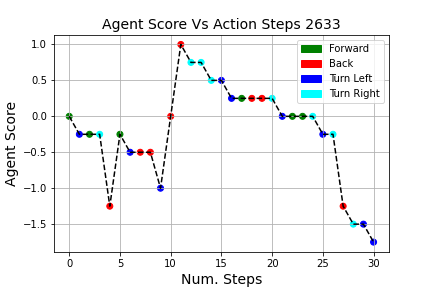 Agent Score Vs Action Steps 2633
Agent Score
1.0
0.5
0.0
−0.5
−1.0
−1.5
Forward
Back
Turn Left
Turn Right
0 5 10 15 20 25 30
Num. Steps